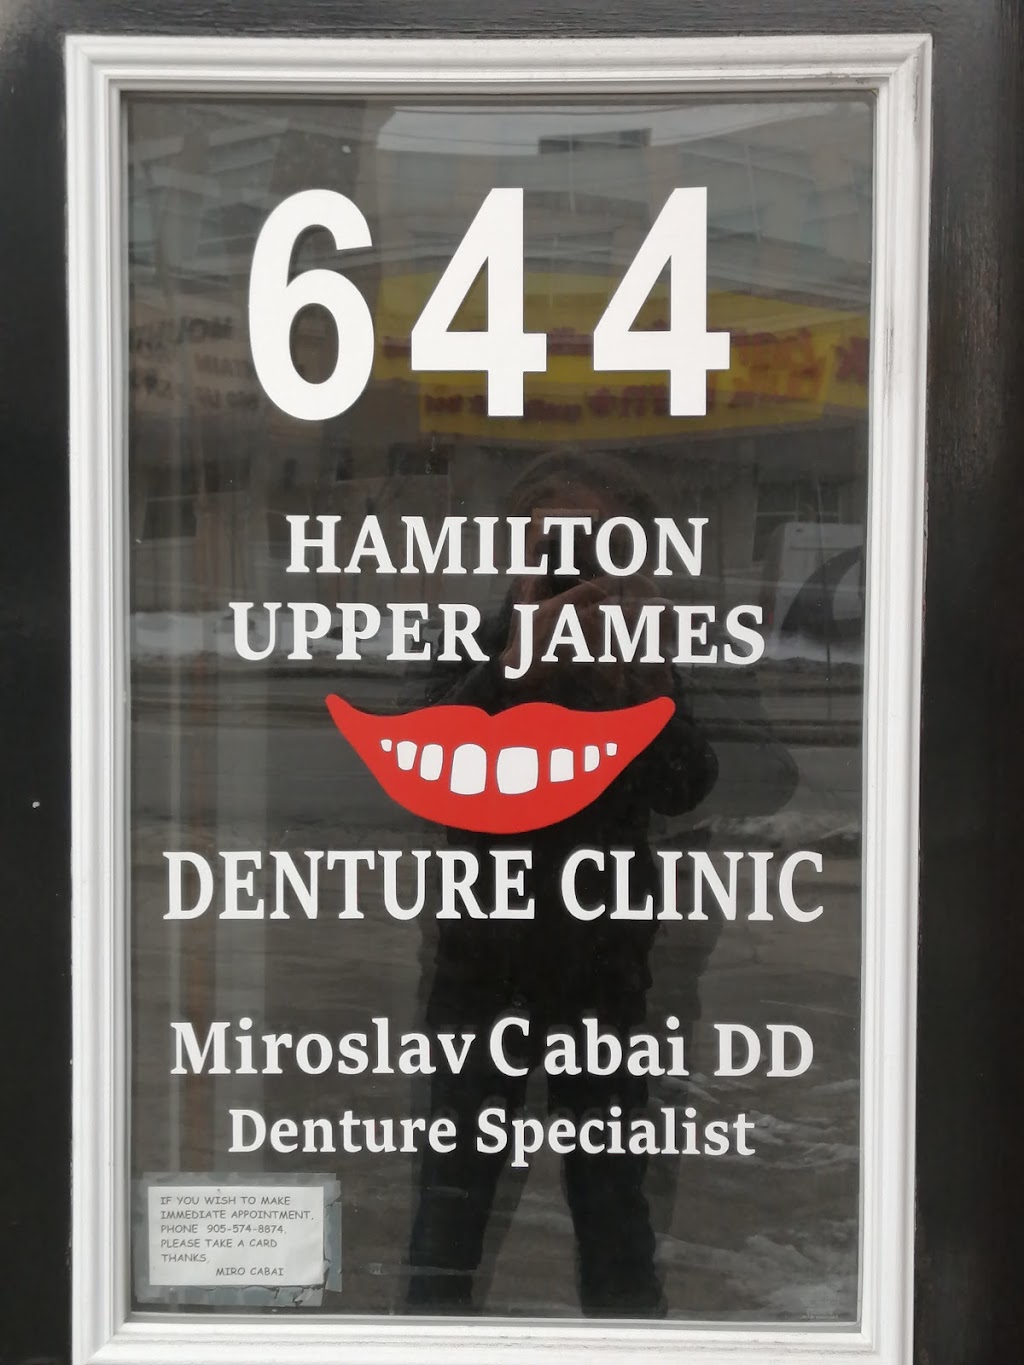 644
HAMILTON
UPPER JAMES
DENTURE CLINIC
Miroslav Cabai DD
Denture Specialist
IF YOU WISH TO MAKE
IMMEDIATE APPOINTMENT.
PHONE 905-574-8874.
PLEASE TAKE A CARD
THANKS
MIRO CABAI